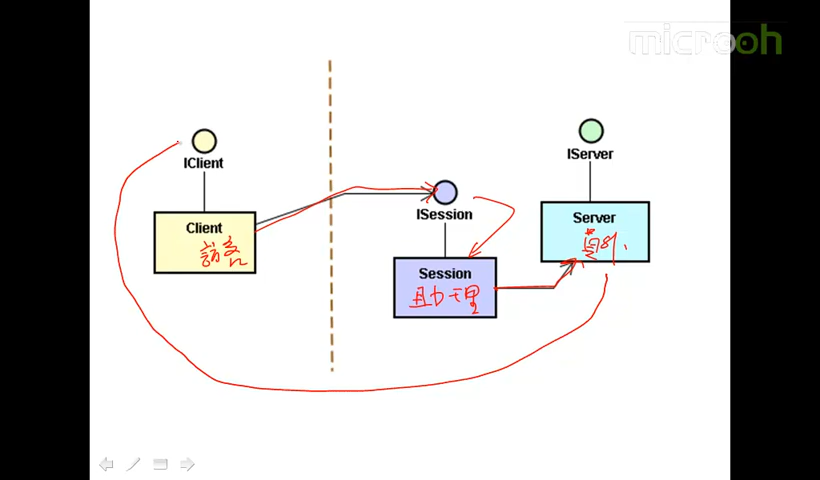 microoh
IClient
IServer
ISession
Client
訪客
Server
Session
助理